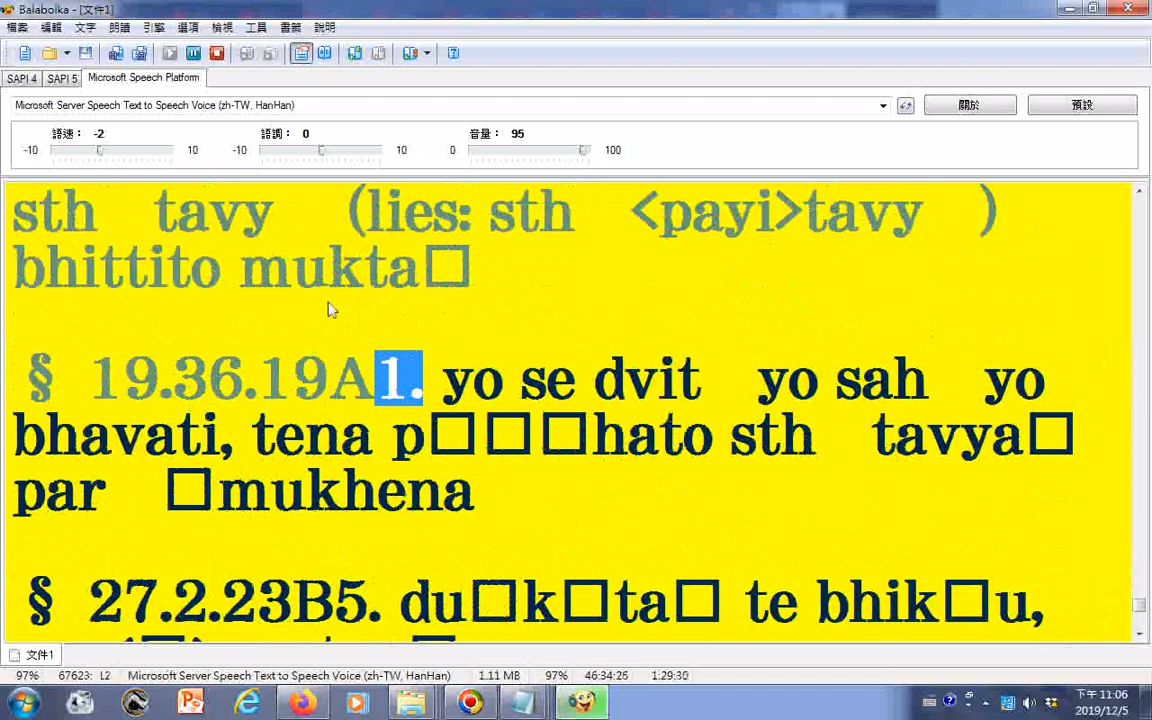 Balabolka - [文件1]
檔案 編輯 文字 朗讀 引擎 選項 檢視 工具 書籤 說明
SAPI 4 SAPI 5 Microsoft Speech Platform
Microsoft Server Speech Text to Speech Voice (zh-TW, HanHan) 關於 預設
語速： -2 語調： 0 音量： 95
-10 10 -10 10 0 100
sth tavy (lies: sth <payi>tavy )
bhittito mukta□
§ 19.36.19A1. yo se dvit yo sah yo
bhavati, tena p□□□hato sth tavya□
par □mukhena
§ 27.2.23B5. du□k□ta□ te bhik□u,
文件1
97% 67623: L2 Microsoft Server Speech Text to Speech Voice (zh-TW, HanHan) 1.11 MB 97% 46:34:26 1:29:30
下午 11:06
2019/12/5